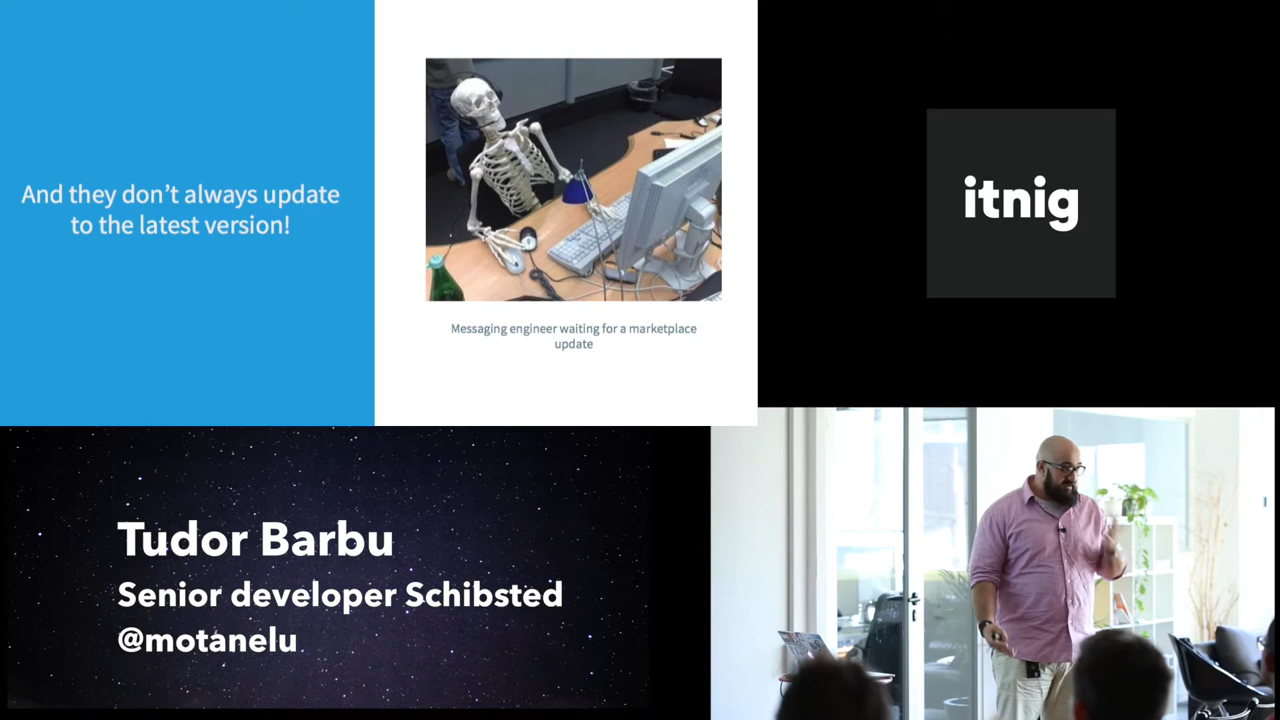 And they don't always update
to the latest version!
Messaging engineer waiting for a marketplace
update
itnig
Tudor Barbu
Senior developer Schibsted
@motanelu